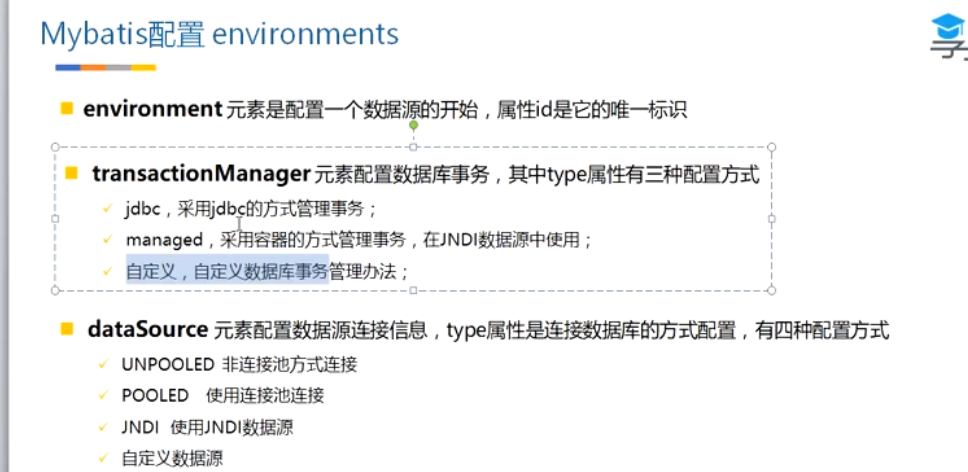 Mybatis配置 environments
environment 元素是配置一个数据源的开始，属性id是它的唯一标识
transactionManager 元素配置数据库事务，其中type属性有三种配置方式
jdbc，采用jdbc的方式管理事务；
managed，采用容器的方式管理事务，在JNDI数据源中使用；
自定义，自定义数据库事务管理办法；
dataSource 元素配置数据源连接信息，type属性是连接数据库的方式配置，有四种配置方式
UNPOOLED 非连接池方式连接
POOLED 使用连接池连接
JNDI 使用JNDI数据源
自定义数据源